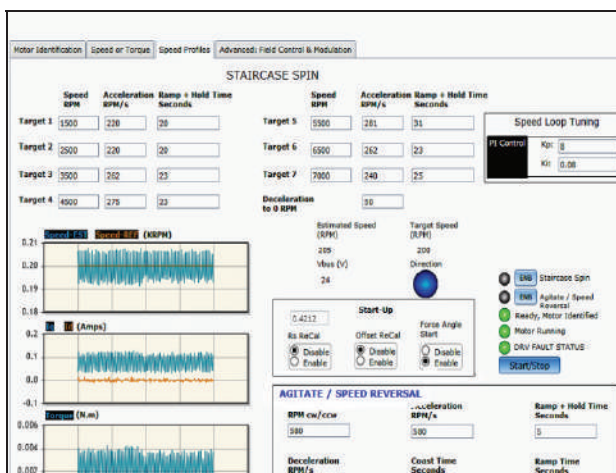 Motor Identification Speed or Torque Speed Profiles Advanced: Field Control & Modulation
STAIRCASE SPIN
Speed RPM Acceleration RPM/s Ramp + Hold Time Seconds
Target 1 1500 220 20
Target 2 2500 220 20
Target 3 3500 262 23
Target 4 4500 275 23
Speed RPM Acceleration RPM/s Ramp + Hold Time Seconds
Target 5 5500 281 31
Target 6 6500 262 23
Target 7 7000 240 25
Deceleration to 0 RPM 50
Speed Loop Tuning
PI Control
Kp: 8
Ki: 0.08
Speed-EST Speed-REF (KRPM)
0.21
0.20
0.19
0.18
(Amps)
0.2
0.1
0.0
-0.1
Torque (N.m)
0.006
0.004
0.002
Estimated Speed (RPM)
205
Target Speed (RPM)
200
Vbus (V)
24
Direction
ENB Staircase Spin
ENB Agitate / Speed Reversal
Ready, Motor Identified
Motor Running
DRV FAULT STATUS
Start/Stop
Start-Up
0.4212
Rs ReCal
Disable
Enable
Offset ReCal
Disable
Enable
Force Angle Start
Disable
Enable
AGITATE / SPEED REVERSAL
RPM cw/ccw
500
Acceleration RPM/s
500
Ramp + Hold Time Seconds
5
Deceleration RPM/s
Coast Time Seconds
Ramp Time Seconds